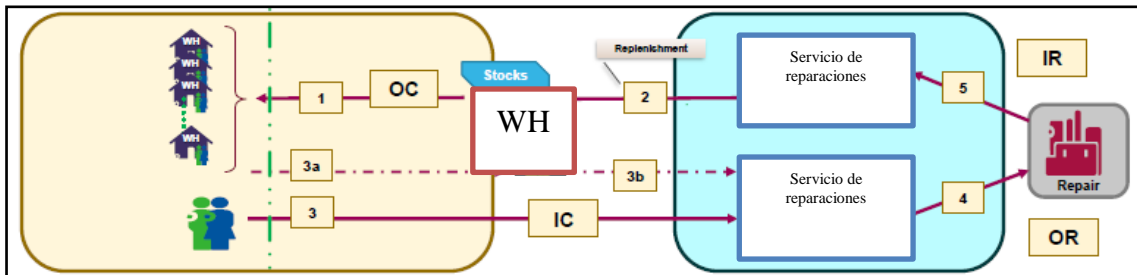 WH
WH
WH
WH
Replenichment
Stocks
1
OC
WH
2
Servicio de
reparaciones
5
IR
Repair
3a
3b
Servicio de
reparaciones
4
3
IC
OR